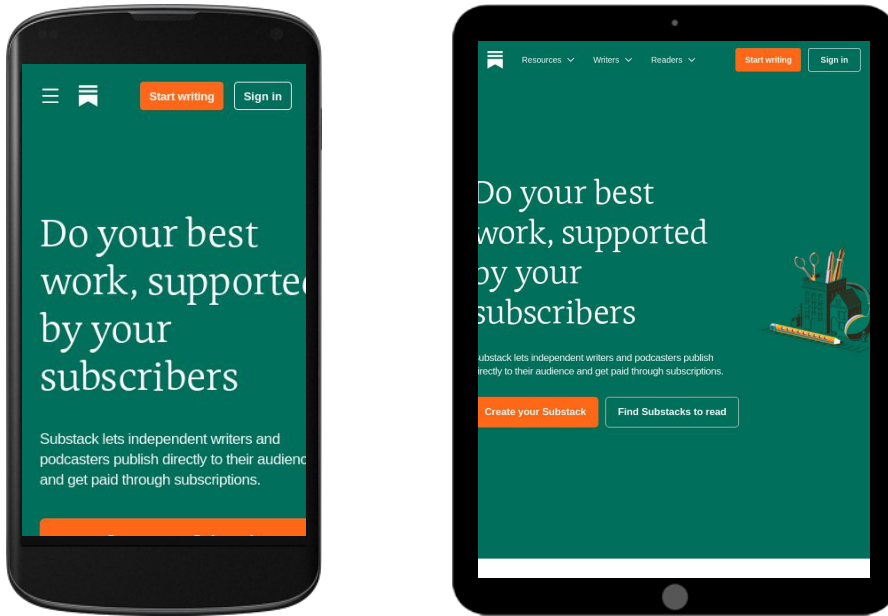 Start writing
Sign in
Do your best
work, supporte
by your
subscribers
Substack lets independent writers and
podcasters publish directly to their audienc
and get paid through subscriptions.
Resources
Writers
Readers
Start writing
Sign in
Do your best
work, supported
by your
subscribers
ubstack lets independent writers and podcasters publish
irectly to their audience and get paid through subscriptions.
Create your Substack
Find Substacks to read